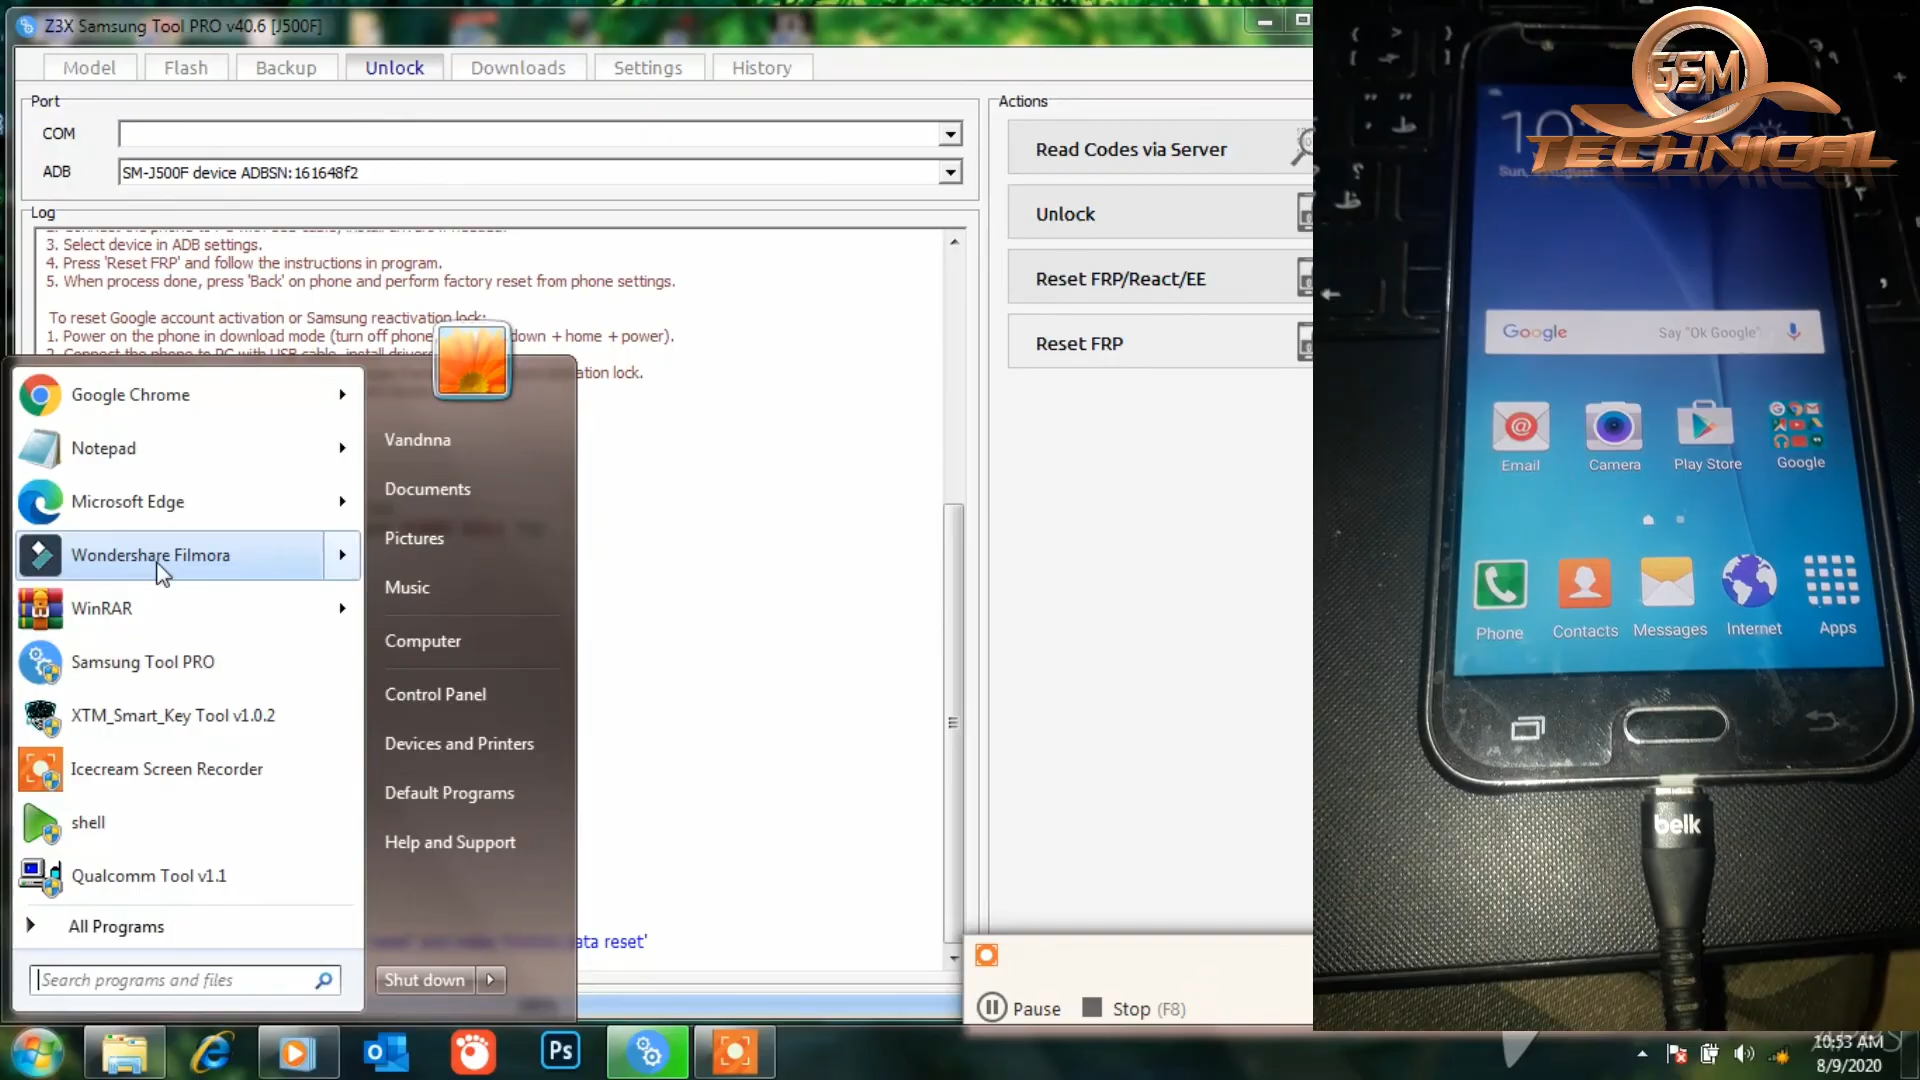 Z3X Samsung Tool PRO v40.6 [J500F]
Model
Flash
Backup
Unlock
Downloads
Settings
History
Port
COM
ADB
SM-J500F device ADBSN:161648f2
Log
3. Select device in ADB settings.
4. Press 'Reset FRP' and follow the instructions in program.
5. When process done, press 'Back' on phone and perform factory reset from phone settings.
To reset Google account activation or Samsung reactivation lock:
1. Power on the phone in download mode (turn off phone, down + home + power).
ation lock.
ata reset'
Actions
Read Codes via Server
Unlock
Reset FRP/React/EE
Reset FRP
Google Chrome
Notepad
Microsoft Edge
Wondershare Filmora
WinRAR
Samsung Tool PRO
XTM_Smart_Key Tool v1.0.2
Icecream Screen Recorder
shell
Qualcomm Tool v1.1
All Programs
Search programs and files
Vandnna
Documents
Pictures
Music
Computer
Control Panel
Devices and Printers
Default Programs
Help and Support
Shut down
Pause
Stop (F8)
Ps
10:53 AM
8/9/2020
GSM
TECHNICAL
Google
Say "Ok Google"
Email
Camera
Play Store
Google
Phone
Contacts
Messages
Internet
Apps
belk